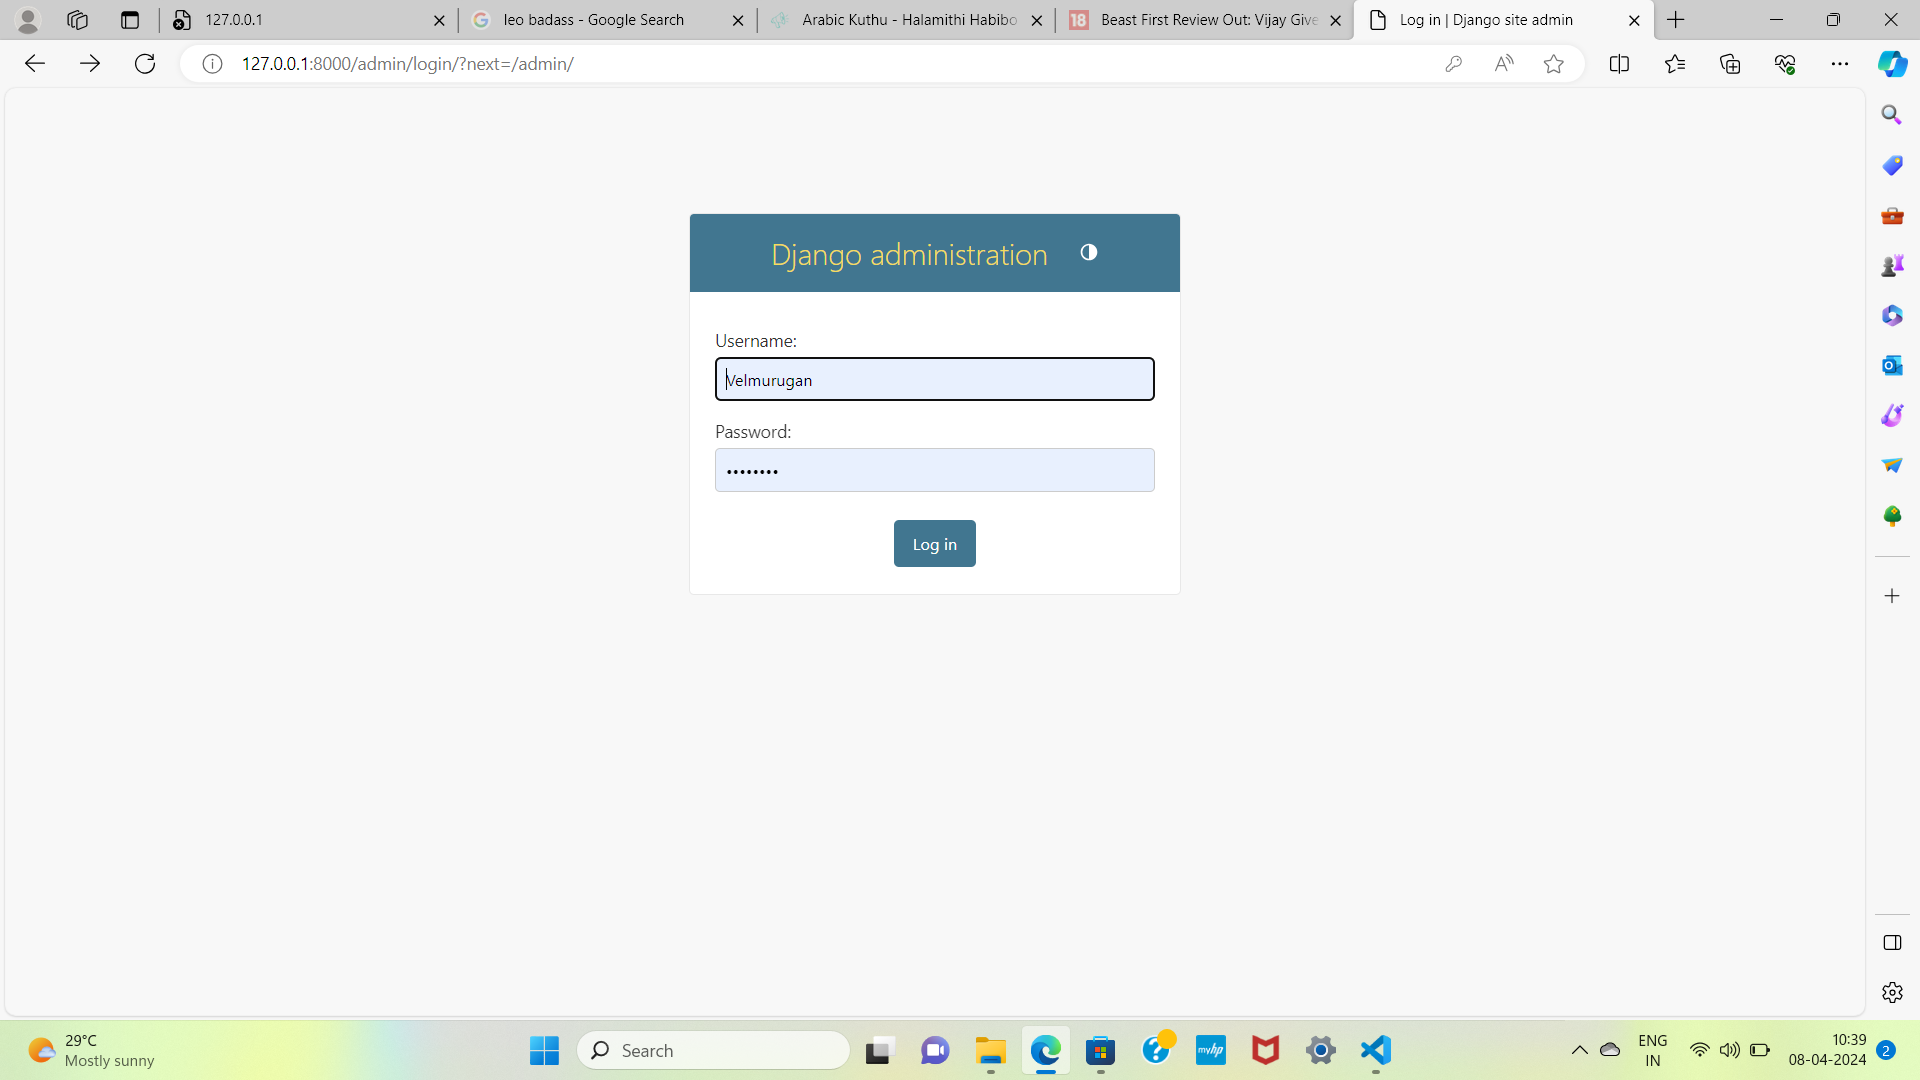 127.0.0.1
leo badass - Google Search
Arabic Kuthu - Halamithi Habibo
18
Beast First Review Out: Vijay Give
Log in | Django site admin
127.0.0.1:8000/admin/login/?next=/admin/
Django administration
Username:
Velmurugan
Password:
••••••••
Log in
29°C
Mostly sunny
Search
myhp
ENG
IN
10:39
08-04-2024
2